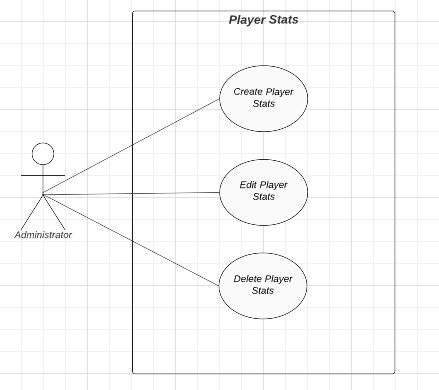 Player Stats
Create Player
Stats
Edit Player
Stats
Administrator
Delete Player
Stats